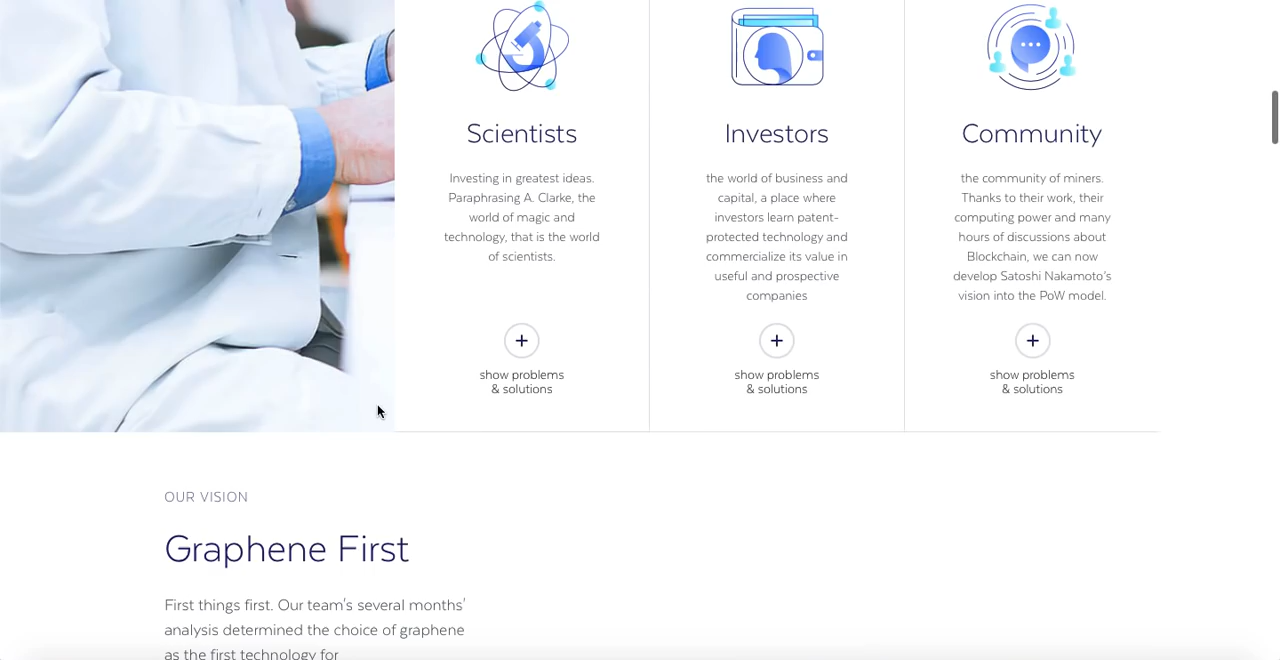 Scientists
Investing in greatest ideas.
Paraphrasing A. Clarke, the
world of magic and
technology, that is the world
of scientists.
show problems
& solutions
Investors
the world of business and
capital, a place where
investors learn patent-
protected technology and
commercialize its value in
useful and prospective
companies
show problems
& solutions
Community
the community of miners.
Thanks to their work, their
computing power and many
hours of discussions about
Blockchain, we can now
develop Satoshi Nakamoto's
vision into the PoW model.
show problems
& solutions
OUR VISION
Graphene First
First things first. Our team's several months'
analysis determined the choice of graphene
as the first technology for